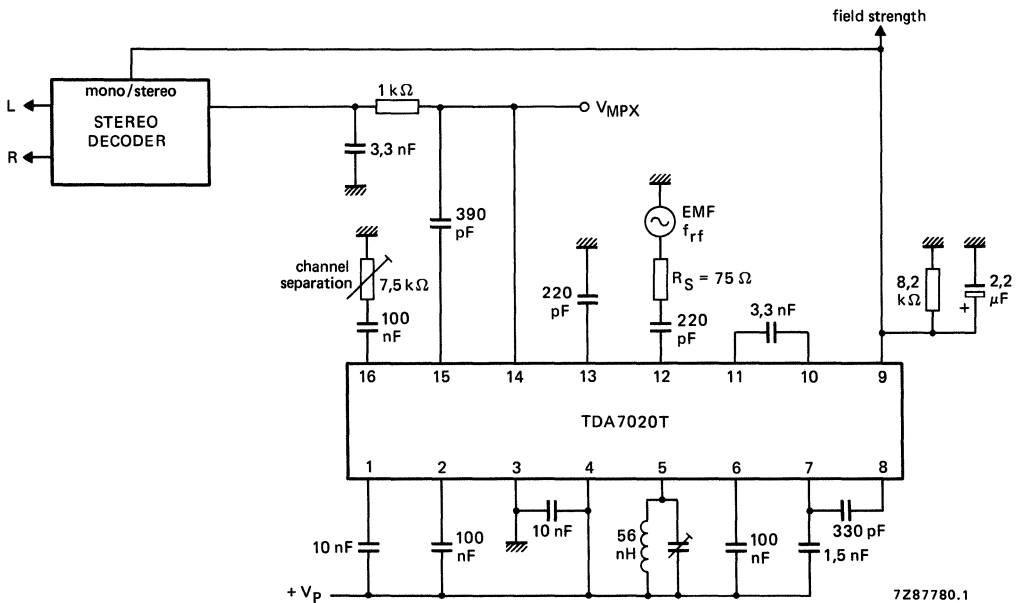 field strength
mono/stereo
STEREO
DECODER
L
R
1 kΩ
VMPX
3,3 nF
390
pF
EMF
frf
RS = 75 Ω
channel
separation
7,5 kΩ
100
nF
220
pF
220
pF
3,3 nF
8,2
kΩ
2,2
μF
+
16
15
14
13
12
11
10
9
TDA7020T
1
2
3
4
5
6
7
8
10 nF
100
nF
10 nF
56
nH
100
nF
330 pF
1,5 nF
+ VP
7Z87780.1